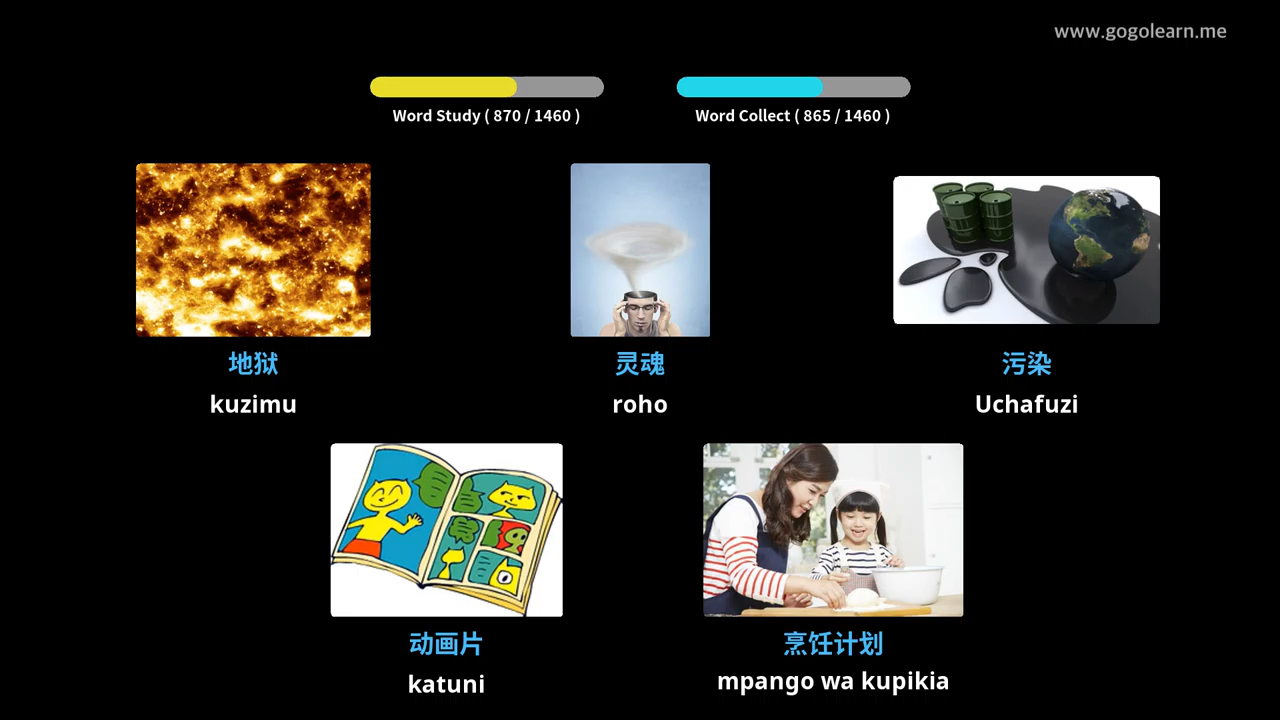 www.gogolearn.me
Word Study ( 870 / 1460 )
Word Collect ( 865 / 1460 )
地狱
灵魂
污染
kuzimu
roho
Uchafuzi
动画片
烹饪计划
katuni
mpango wa kupikia